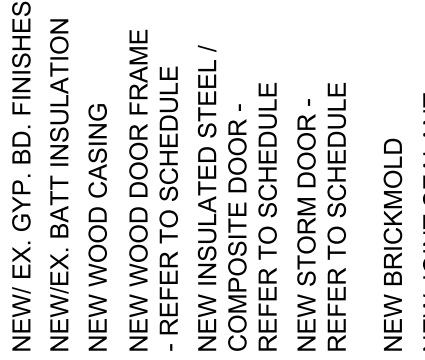 NEW/ EX. GYP. BD. FINISHES
NEW/EX. BATT INSULATION
NEW WOOD CASING
NEW WOOD DOOR FRAME
- REFER TO SCHEDULE
NEW INSULATED STEEL /
COMPOSITE DOOR -
REFER TO SCHEDULE
NEW STORM DOOR -
REFER TO SCHEDULE
NEW BRICKMOLD